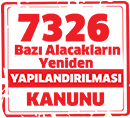 7326
Bazı Alacakların
Yeniden
YAPILANDIRILMASI
KANUNU